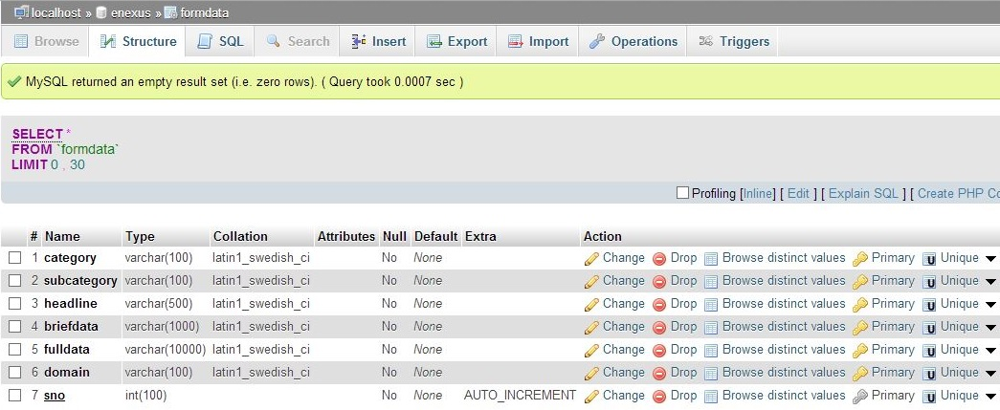 localhost » enexus » formdata
Browse Structure SQL Search Insert Export Import Operations Triggers
MySQL returned an empty result set (i.e. zero rows). ( Query took 0.0007 sec )
SELECT *
FROM `formdata`
LIMIT 0 , 30
Profiling [Inline] [ Edit ] [ Explain SQL ] [ Create PHP Co
# Name Type Collation Attributes Null Default Extra Action
1 category varchar(100) latin1_swedish_ci No None Change Drop Browse distinct values Primary Unique
2 subcategory varchar(100) latin1_swedish_ci No None Change Drop Browse distinct values Primary Unique
3 headline varchar(500) latin1_swedish_ci No None Change Drop Browse distinct values Primary Unique
4 briefdata varchar(1000) latin1_swedish_ci No None Change Drop Browse distinct values Primary Unique
5 fulldata varchar(10000) latin1_swedish_ci No None Change Drop Browse distinct values Primary Unique
6 domain varchar(100) latin1_swedish_ci No None Change Drop Browse distinct values Primary Unique
7 sno int(100) No None AUTO_INCREMENT Change Drop Browse distinct values Primary Unique